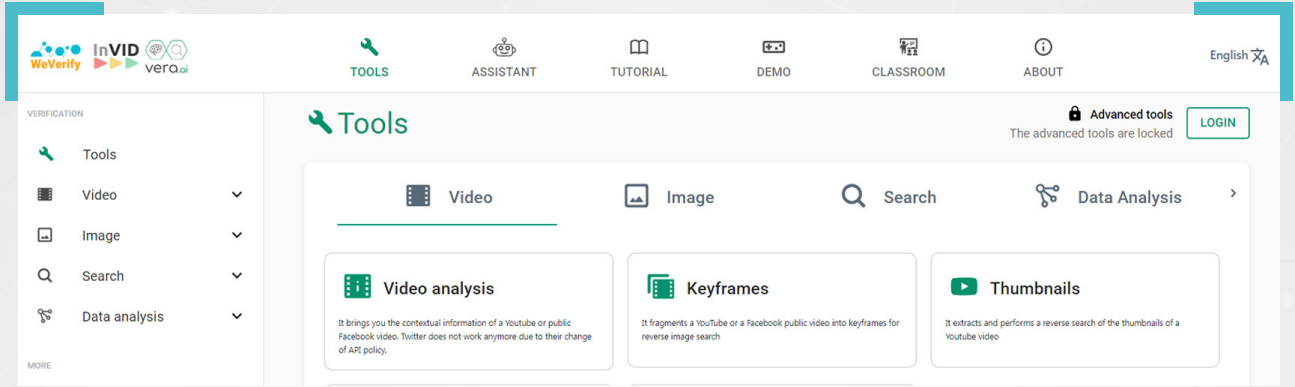 WeVerify
InVID
vera.ai
TOOLS
ASSISTANT
TUTORIAL
DEMO
CLASSROOM
ABOUT
English
VERIFICATION
Tools
Video
Image
Search
Data analysis
MORE
Tools
Advanced tools
The advanced tools are locked
LOGIN
Video
Image
Search
Data Analysis
Video analysis
It brings you the contextual information of a Youtube or public
Facebook video. Twitter does not work anymore due to their change
of API policy.
Keyframes
It fragments a YouTube or a Facebook public video into keyframes for
reverse image search
Thumbnails
It extracts and performs a reverse search of the thumbnails of a
Youtube video